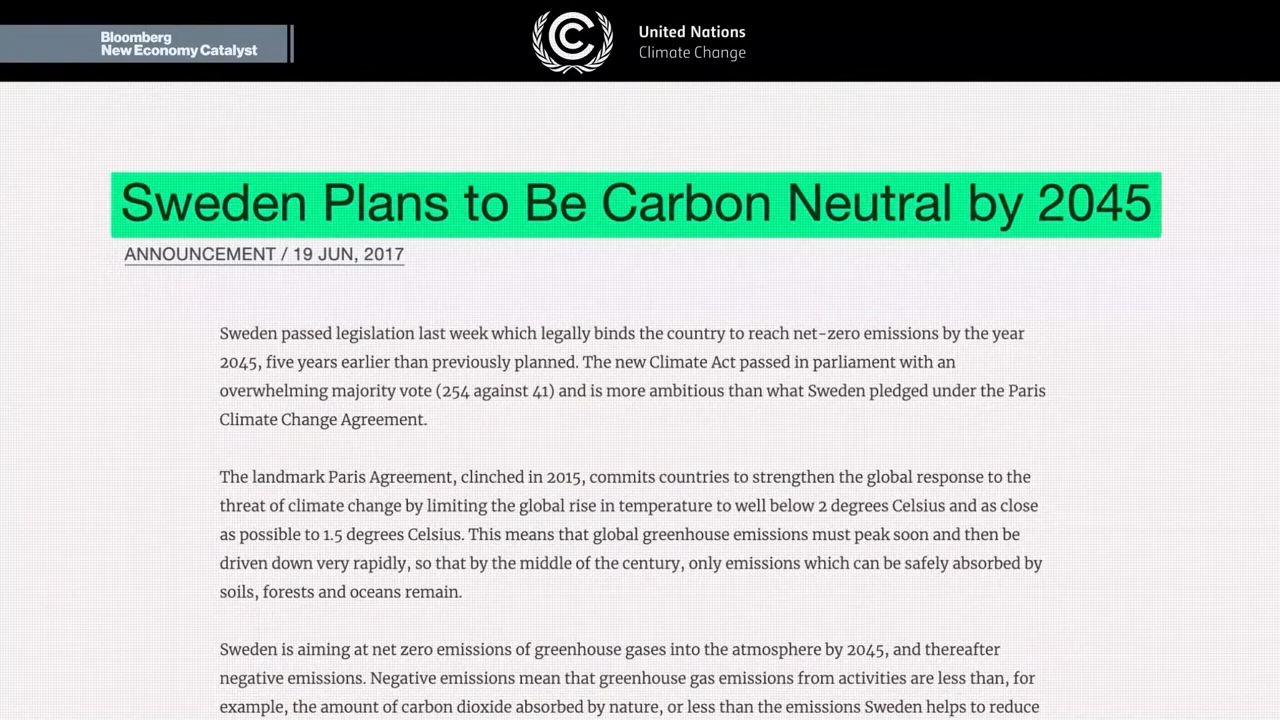 Bloomberg
New Economy Catalyst
United Nations
Climate Change
Sweden Plans to Be Carbon Neutral by 2045
ANNOUNCEMENT / 19 JUN, 2017
Sweden passed legislation last week which legally binds the country to reach net-zero emissions by the year
2045, five years earlier than previously planned. The new Climate Act passed in parliament with an
overwhelming majority vote (254 against 41) and is more ambitious than what Sweden pledged under the Paris
Climate Change Agreement.
The landmark Paris Agreement, clinched in 2015, commits countries to strengthen the global response to the
threat of climate change by limiting the global rise in temperature to well below 2 degrees Celsius and as close
as possible to 1.5 degrees Celsius. This means that global greenhouse emissions must peak soon and then be
driven down very rapidly, so that by the middle of the century, only emissions which can be safely absorbed by
soils, forests and oceans remain.
Sweden is aiming at net zero emissions of greenhouse gases into the atmosphere by 2045, and thereafter
negative emissions. Negative emissions mean that greenhouse gas emissions from activities are less than, for
example, the amount of carbon dioxide absorbed by nature, or less than the emissions Sweden helps to reduce